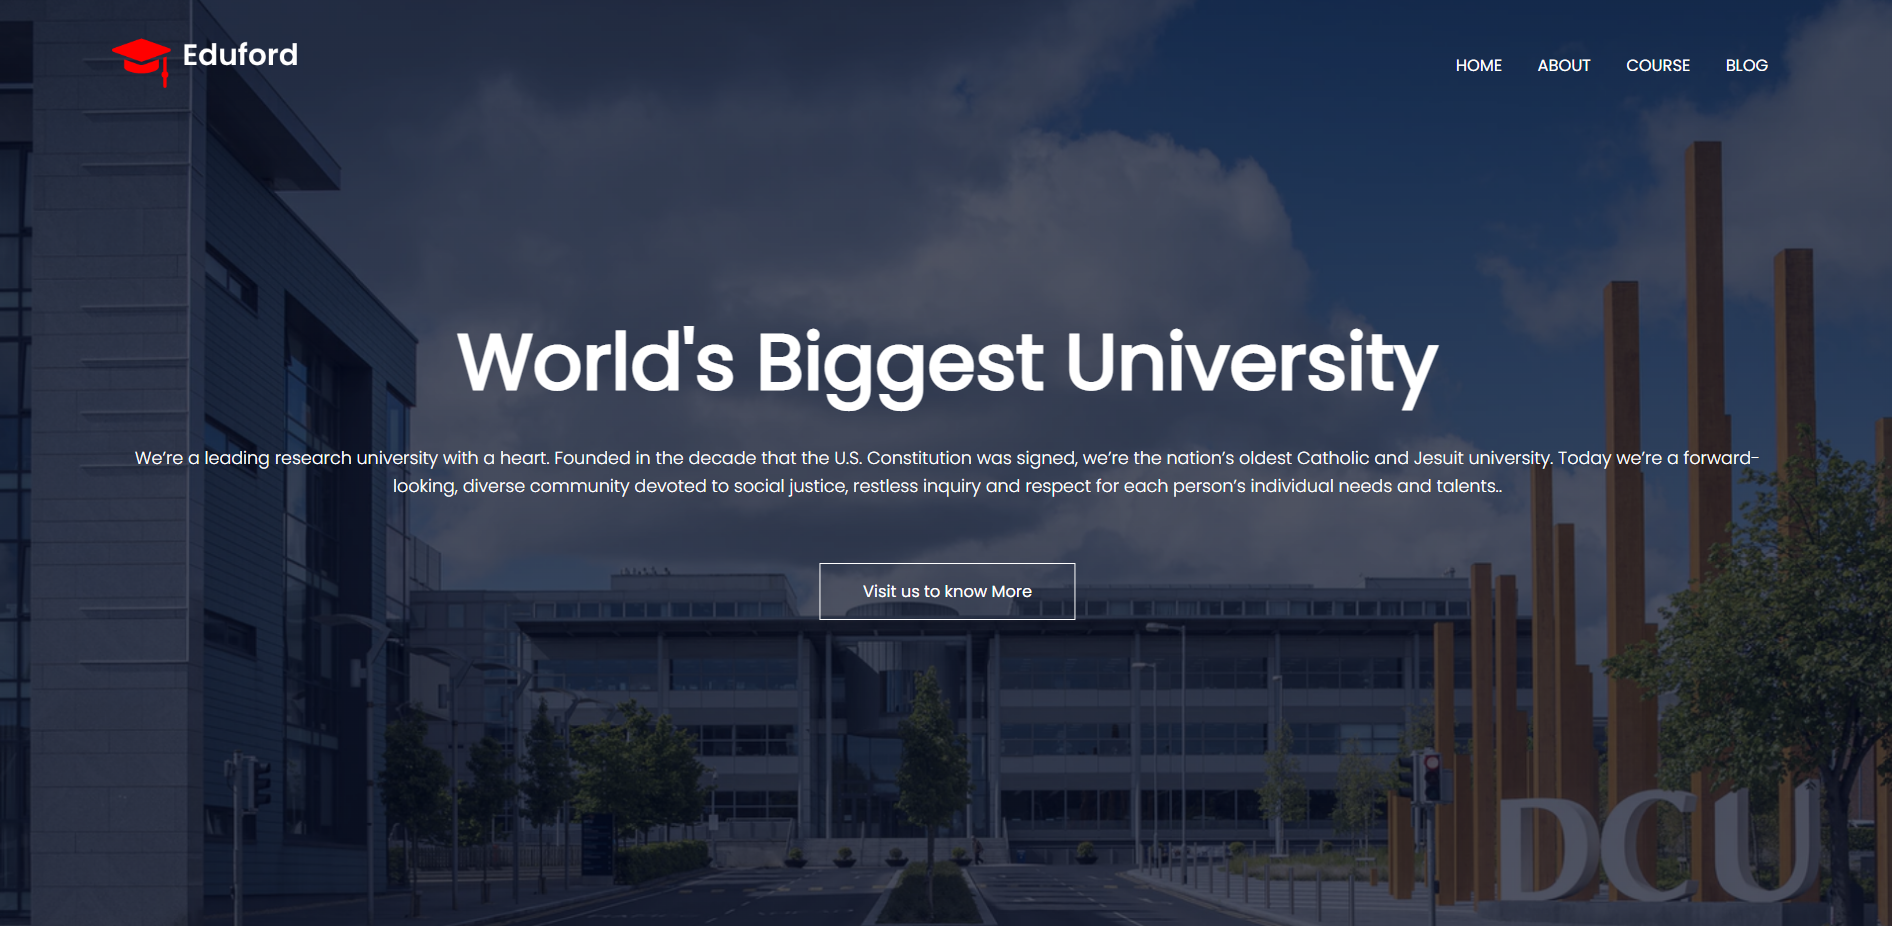 Eduford
HOME ABOUT COURSE BLOG
World's Biggest University
We’re a leading research university with a heart. Founded in the decade that the U.S. Constitution was signed, we’re the nation’s oldest Catholic and Jesuit university. Today we’re a forward-
looking, diverse community devoted to social justice, restless inquiry and respect for each person’s individual needs and talents..
Visit us to know More
DCU